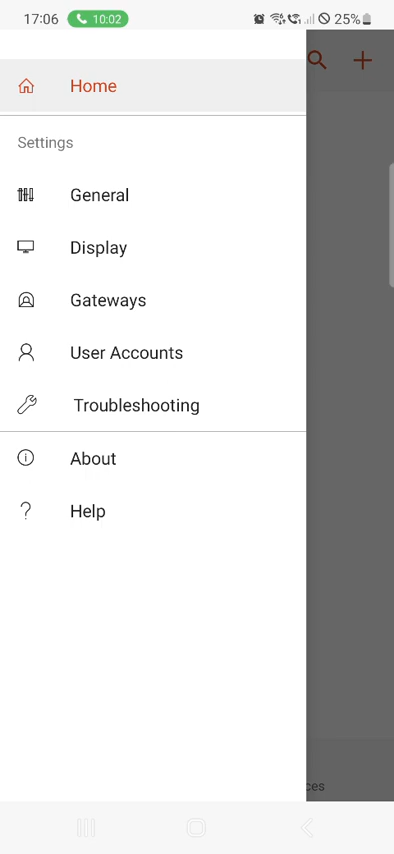 17:06 10:02 25%
Home
Settings
General
Display
Gateways
User Accounts
Troubleshooting
About
Help
ces